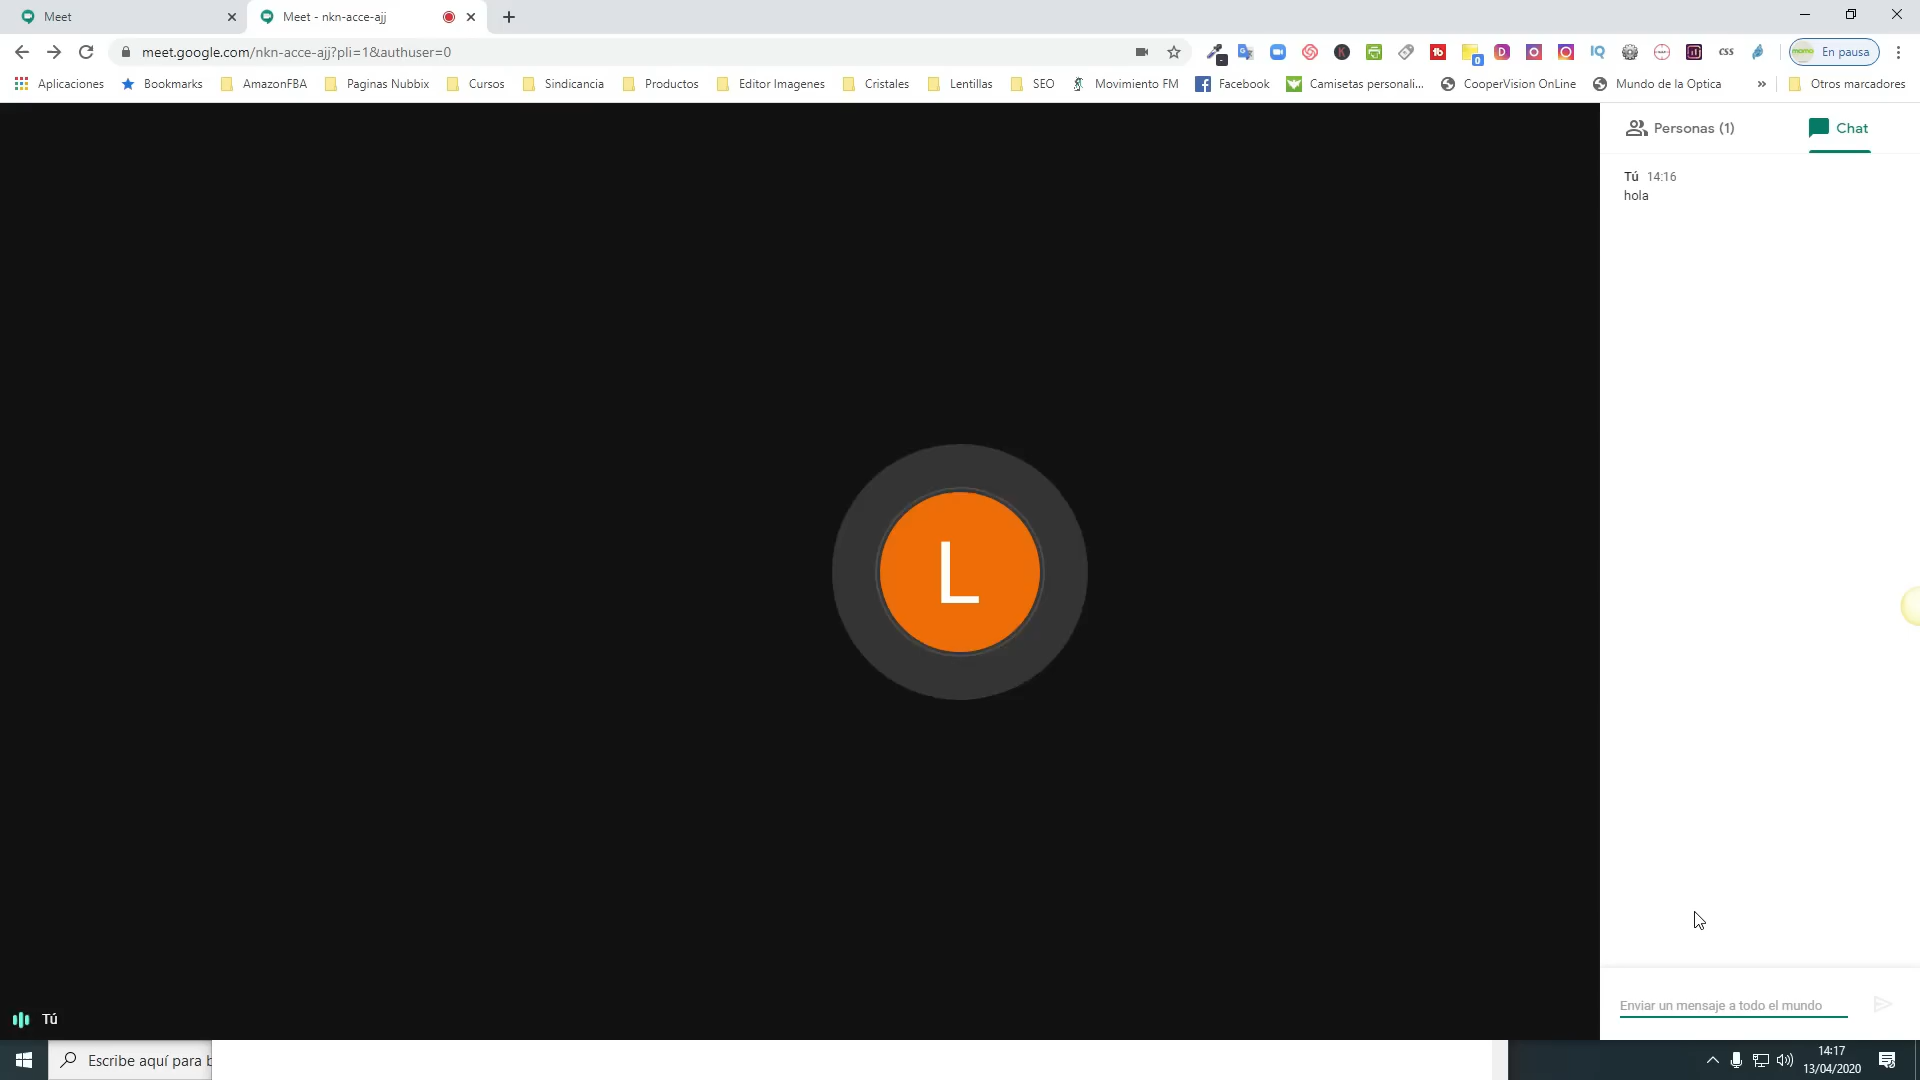 Meet
Meet - nkn-acce-ajj
meet.google.com/nkn-acce-ajj?pli=1&authuser=0
0
css
En pausa
Aplicaciones
Bookmarks
AmazonFBA
Paginas Nubbix
Cursos
Sindicancia
Productos
Editor Imagenes
Cristales
Lentillas
SEO
Movimiento FM
Facebook
Camisetas personali...
CooperVision OnLine
Mundo de la Optica
»
Otros marcadores
Personas (1)
Chat
Tú 14:16
hola
L
Tú
Enviar un mensaje a todo el mundo
Escribe aquí para b
14:17
13/04/2020